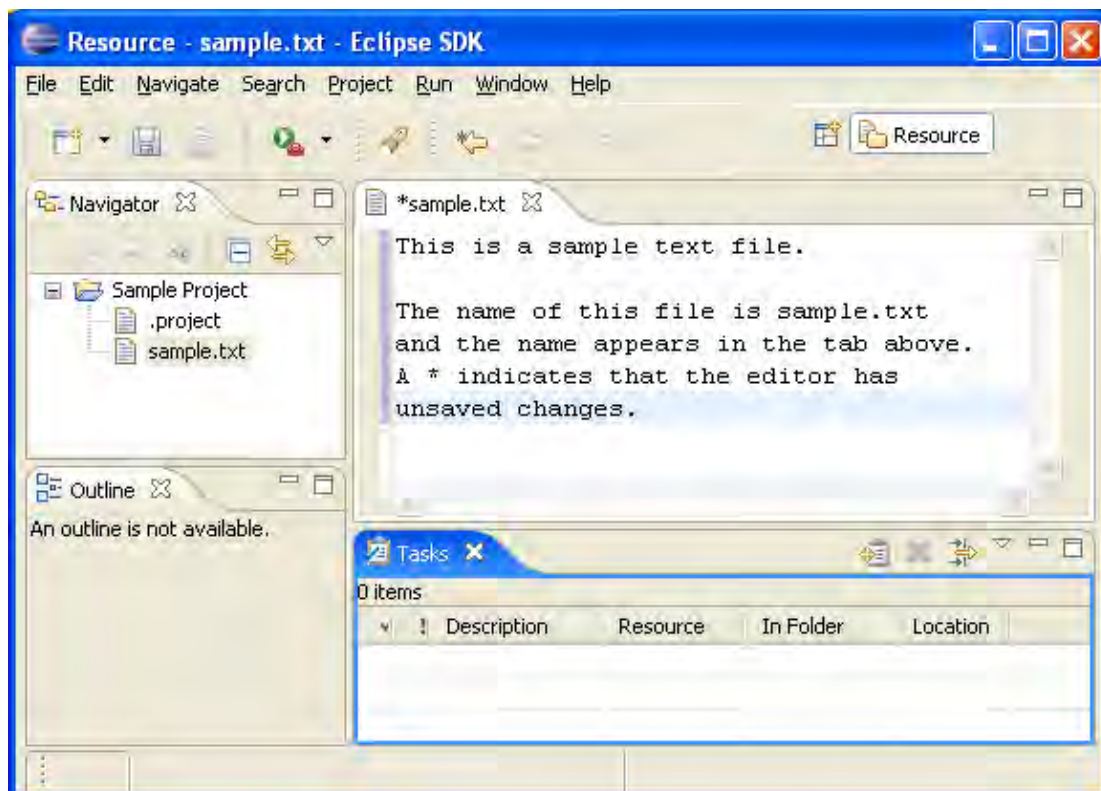 Resource - sample.txt - Eclipse SDK
File Edit Navigate Search Project Run Window Help
Resource
Navigator
Sample Project
.project
sample.txt
*sample.txt
This is a sample text file.
The name of this file is sample.txt
and the name appears in the tab above.
A * indicates that the editor has
unsaved changes.
Outline
An outline is not available.
Tasks
0 items
! Description Resource In Folder Location